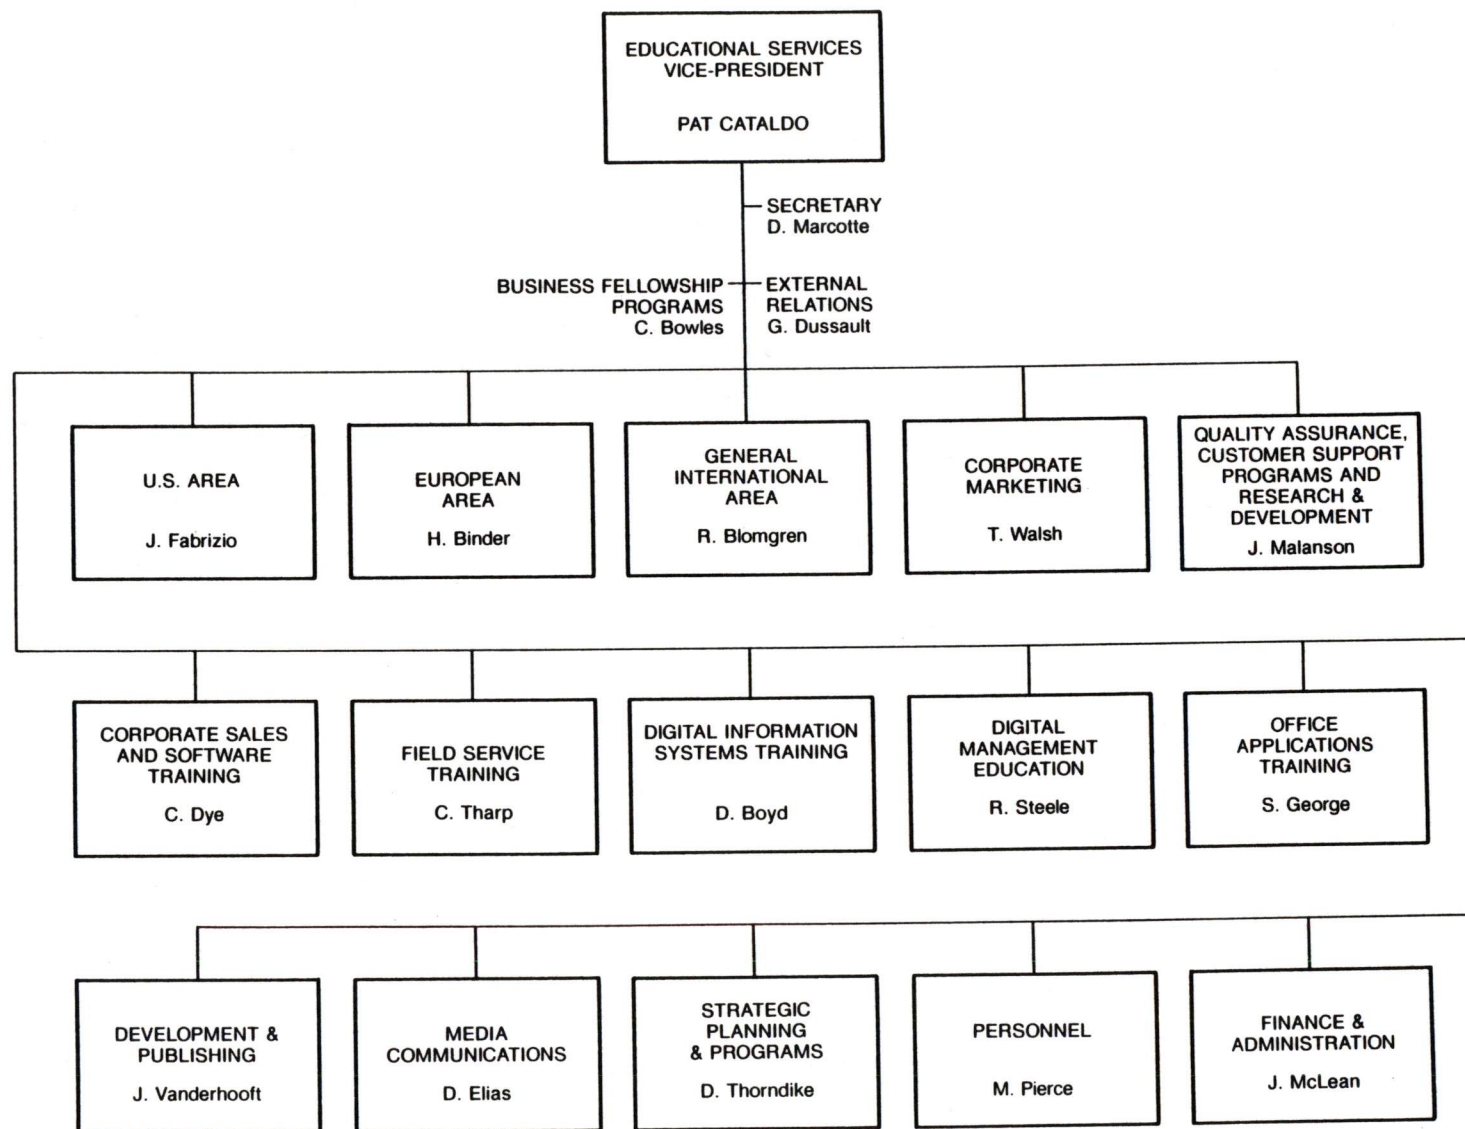 EDUCATIONAL SERVICES
VICE-PRESIDENT
PAT CATALDO
SECRETARY
D. Marcotte
BUSINESS FELLOWSHIP
PROGRAMS
C. Bowles
EXTERNAL
RELATIONS
G. Dussault
U.S. AREA
J. Fabrizio
EUROPEAN
AREA
H. Binder
GENERAL
INTERNATIONAL
AREA
R. Blomgren
CORPORATE
MARKETING
T. Walsh
QUALITY ASSURANCE,
CUSTOMER SUPPORT
PROGRAMS AND
RESEARCH &
DEVELOPMENT
J. Malanson
CORPORATE SALES
AND SOFTWARE
TRAINING
C. Dye
FIELD SERVICE
TRAINING
C. Tharp
DIGITAL INFORMATION
SYSTEMS TRAINING
D. Boyd
DIGITAL
MANAGEMENT
EDUCATION
R. Steele
OFFICE
APPLICATIONS
TRAINING
S. George
DEVELOPMENT &
PUBLISHING
J. Vanderhooft
MEDIA
COMMUNICATIONS
D. Elias
STRATEGIC
PLANNING
& PROGRAMS
D. Thorndike
PERSONNEL
M. Pierce
FINANCE &
ADMINISTRATION
J. McLean